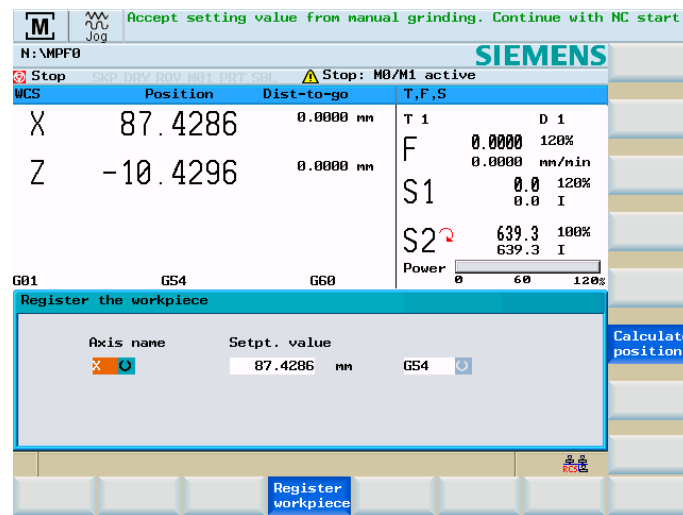 M
Jog
Accept setting value from manual grinding. Continue with NC start
N:\MPF0
SIEMENS
Stop
SKP DRY ROV M01 PRT SBL
Stop: M0/M1 active
WCS Position Dist-to-go T,F,S
X 87.4286 0.0000 mm
Z -10.4296 0.0000 mm
T 1 D 1
F 0.0000 120%
0.0000 mm/min
S1 0.0 120%
0.0 I
S2 639.3 100%
639.3 I
Power
0 60 120%
G01 G54 G60
Register the workpiece
Axis name Setpt. value
X 87.4286 mm G54
Calculate
position
RCS
Register
workpiece